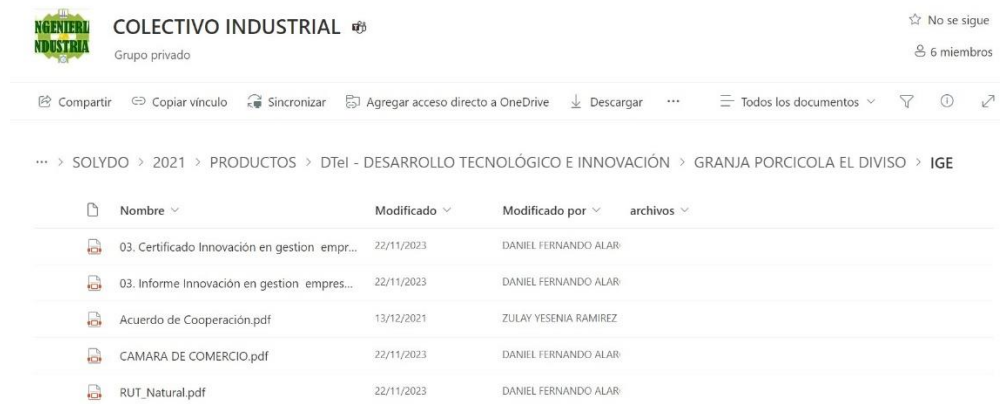 NGENIERI
NDUSTRIA
COLECTIVO INDUSTRIAL
Grupo privado
No se sigue
6 miembros
Compartir Copiar vínculo Sincronizar Agregar acceso directo a OneDrive Descargar ... Todos los documentos
... > SOLYDO > 2021 > PRODUCTOS > DTeI - DESARROLLO TECNOLÓGICO E INNOVACIÓN > GRANJA PORCICOLA EL DIVISO > IGE
Nombre Modificado Modificado por archivos
03. Certificado Innovación en gestion empr... 22/11/2023 DANIEL FERNANDO ALAR
03. Informe Innovación en gestion empres... 22/11/2023 DANIEL FERNANDO ALAR
Acuerdo de Cooperación.pdf 13/12/2021 ZULAY YESENIA RAMIREZ
CAMARA DE COMERCIO.pdf 22/11/2023 DANIEL FERNANDO ALAR
RUT_Natural.pdf 22/11/2023 DANIEL FERNANDO ALAR